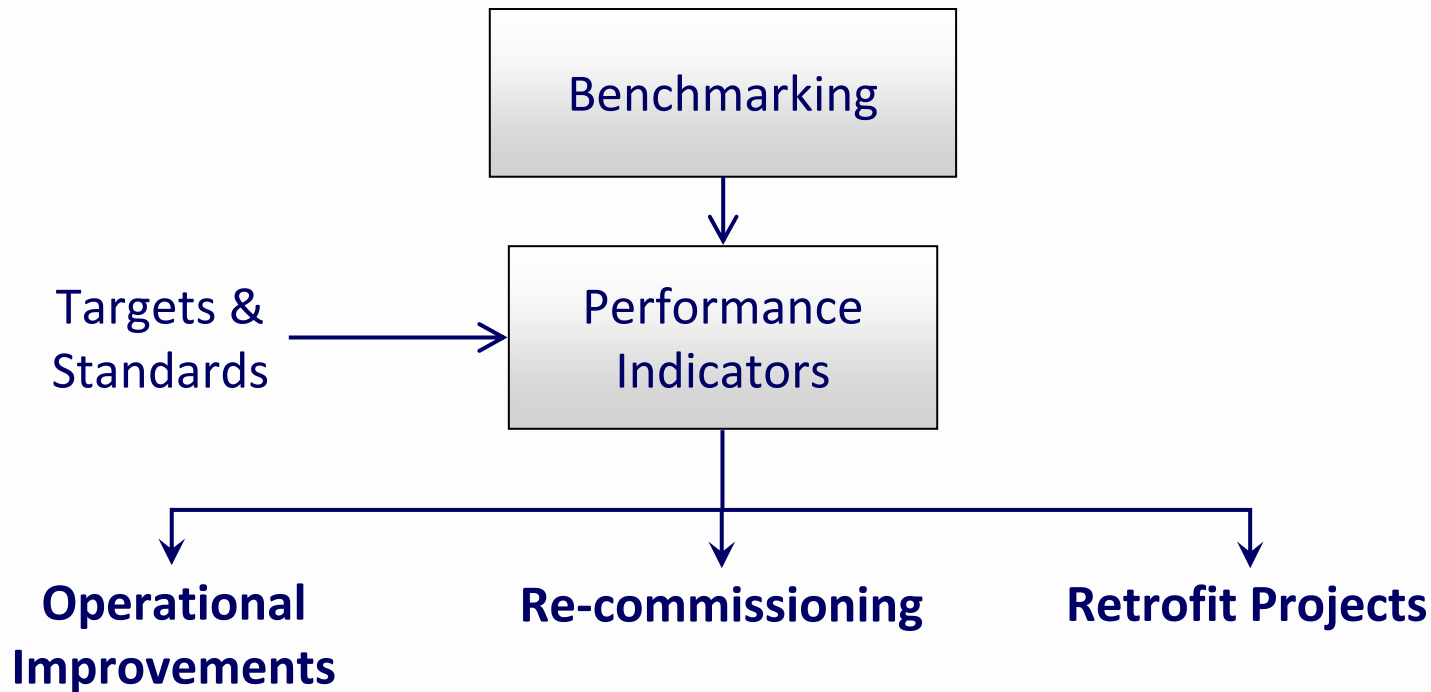 Benchmarking
Targets &
Standards
Performance
Indicators
Operational
Improvements
Re-commissioning
Retrofit Projects